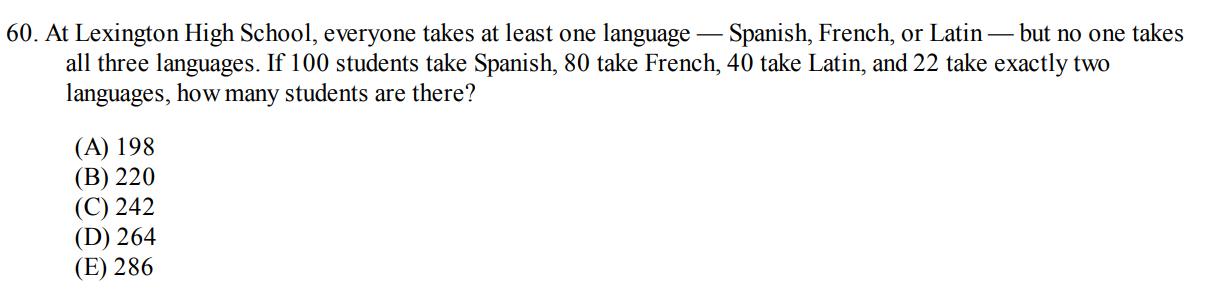 60. At Lexington High School, everyone takes at least one language — Spanish, French, or Latin — but no one takes
all three languages. If 100 students take Spanish, 80 take French, 40 take Latin, and 22 take exactly two
languages, how many students are there?
(A) 198
(B) 220
(C) 242
(D) 264
(E) 286